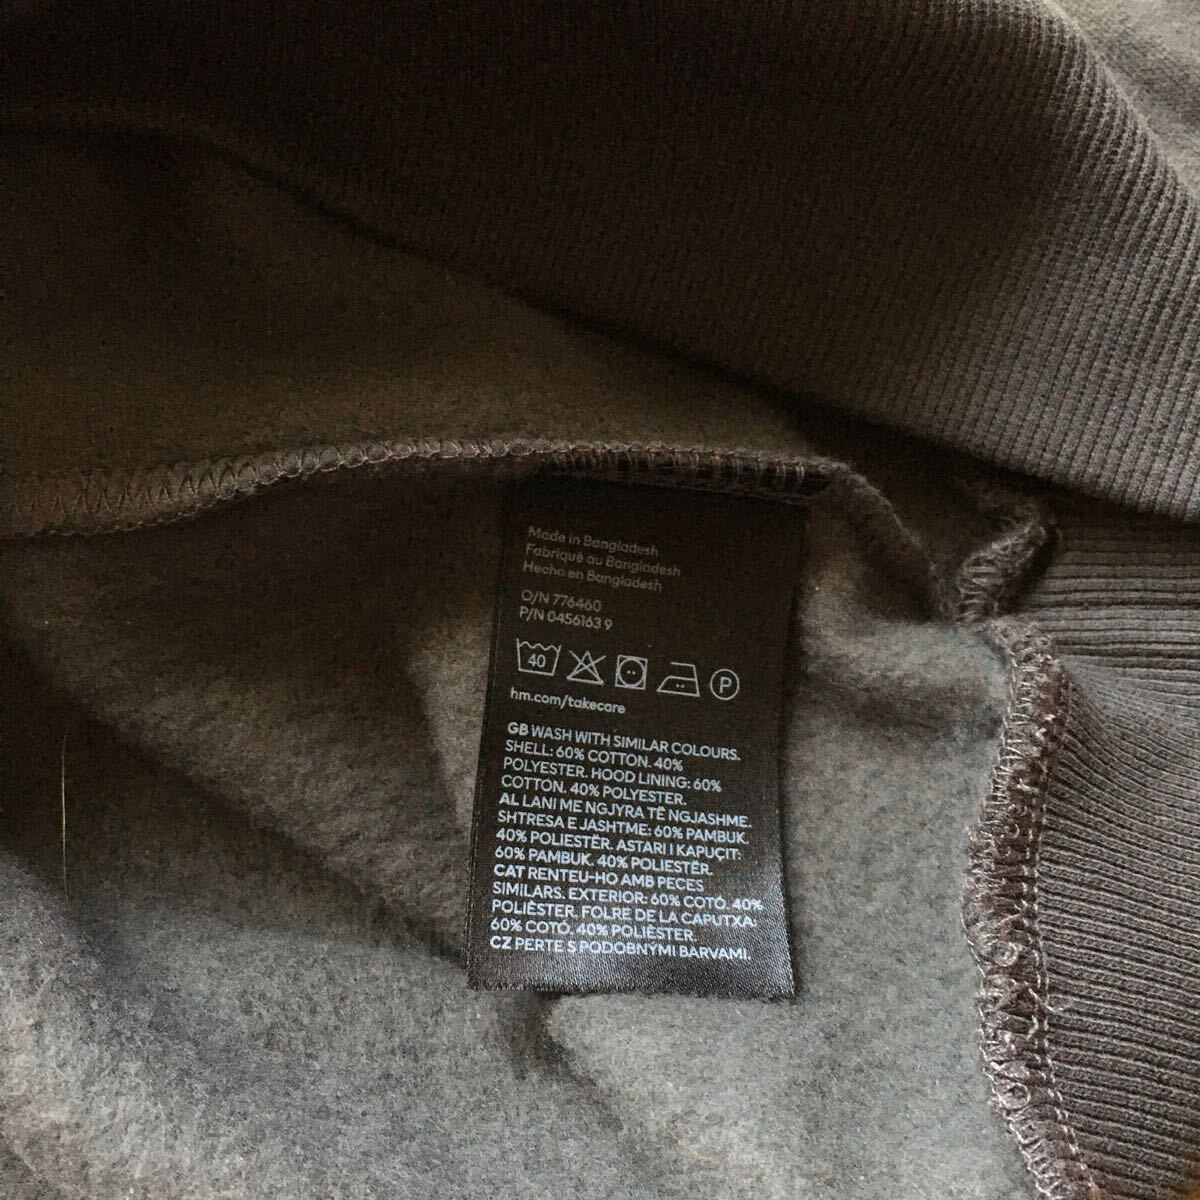 Made in Bangladesh
Fabriqué au Bangladesh
Hecho en Bangladesh
O/N 776460
P/N 0456163 9
40 P
hm.com/takecare
GB WASH WITH SIMILAR COLOURS.
SHELL: 60% COTTON. 40%
POLYESTER. HOOD LINING: 60%
COTTON. 40% POLYESTER.
AL LANI ME NGJYRA TË NGJASHME.
SHTRESA E JASHTME: 60% PAMBUK.
40% POLIESTËR. ASTARI I KAPUÇIT:
60% PAMBUK. 40% POLIESTËR.
CAT RENTEU-HO AMB PECES
SIMILARS. EXTERIOR: 60% COTÓ. 40%
POLIÈSTER. FOLRE DE LA CAPUTXA:
60% COTÓ. 40% POLIÈSTER.
CZ PERTE S PODOBNÝMI BARVAMI.